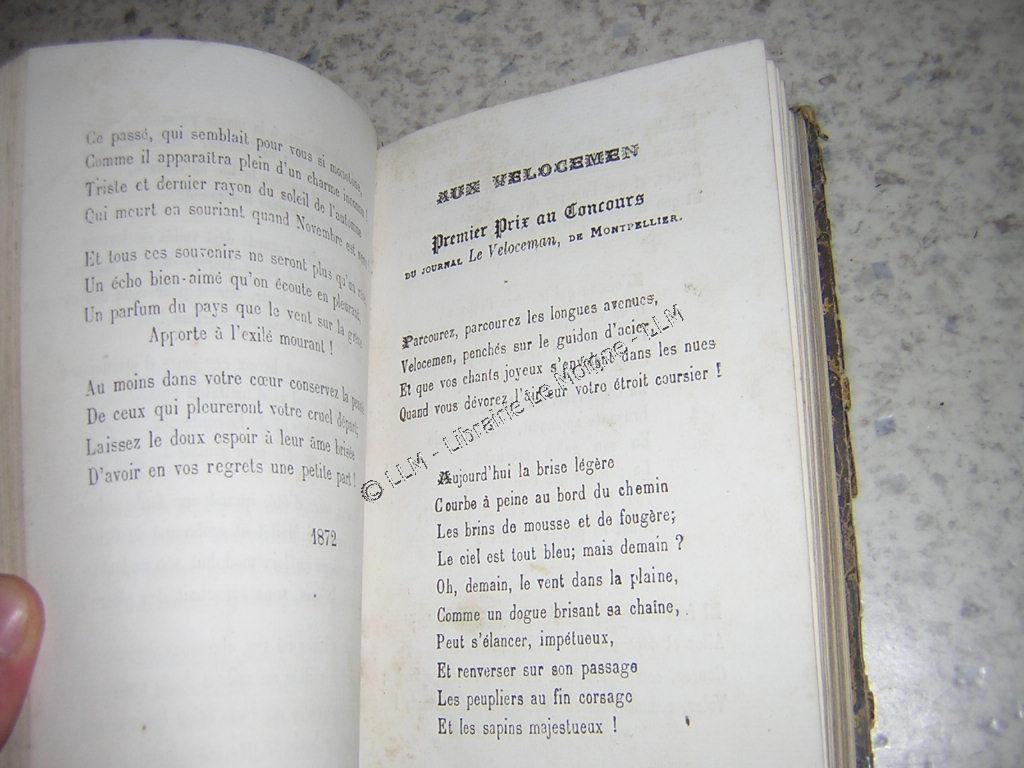 Ce passé, qui semblait pour vous si
Comme il apparaîtra plein d'un charme inconnu !
Triste et dernier rayon du soleil de l'automne
Qui meurt en souriant quand Novembre est
Et tous ces souvenirs ne seront plus qu'un
Un écho bien-aimé qu'on écoute en pleurant,
Un parfum du pays que le vent sur la
Apporte à l'exilé mourant !
Au moins dans votre cœur conservez la
De ceux qui pleureront votre cruel départ;
Laissez le doux espoir à leur âme brisée
D'avoir en vos regrets une petite part !
1872
AUX VELOCEMEN
Premier Prix au Concours
DU JOURNAL Le Veloceman, DE MONTPELLIER.
Parcourez, parcourez les longues avenues,
Velocemen, penchés sur le guidon d'acier,
Et que vos chants joyeux s'envolent dans les nues
Quand vous dévorez l'air sur votre étroit coursier !
Aujourd'hui la brise légère
Courbe à peine au bord du chemin
Les brins de mousse et de fougère;
Le ciel est tout bleu; mais demain ?
Oh, demain, le vent dans la plaine,
Comme un dogue brisant sa chaîne,
Peut s'élancer, impétueux,
Et renverser sur son passage
Les peupliers au fin corsage
Et les sapins majestueux !
© LLM - Librairie Le Moigne - LLM